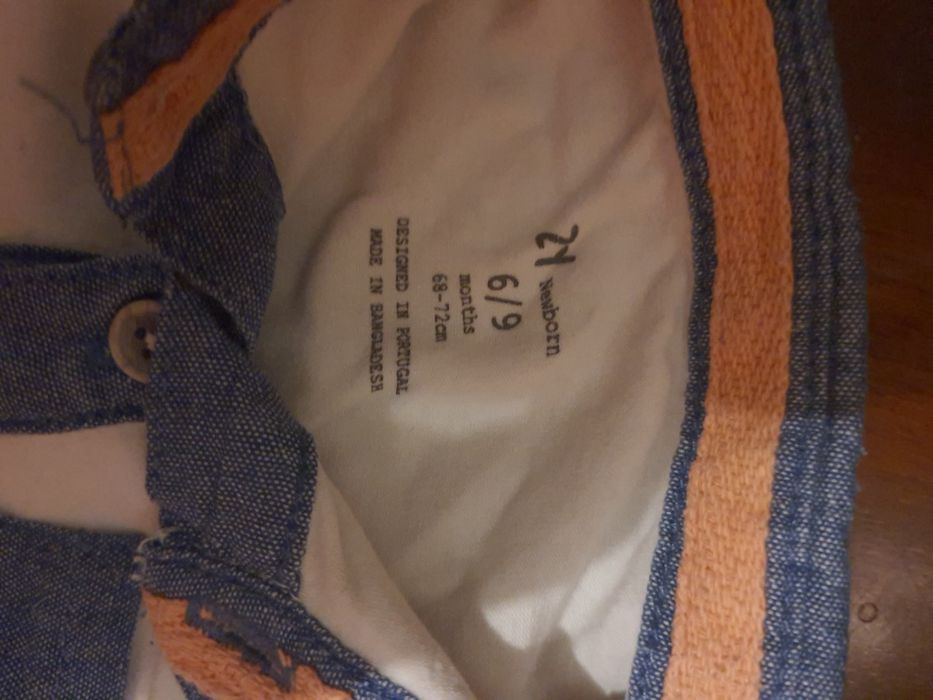 ZY Newborn
6/9
months
68-72cm
DESIGNED IN PORTUGAL
MADE IN BANGLADESH